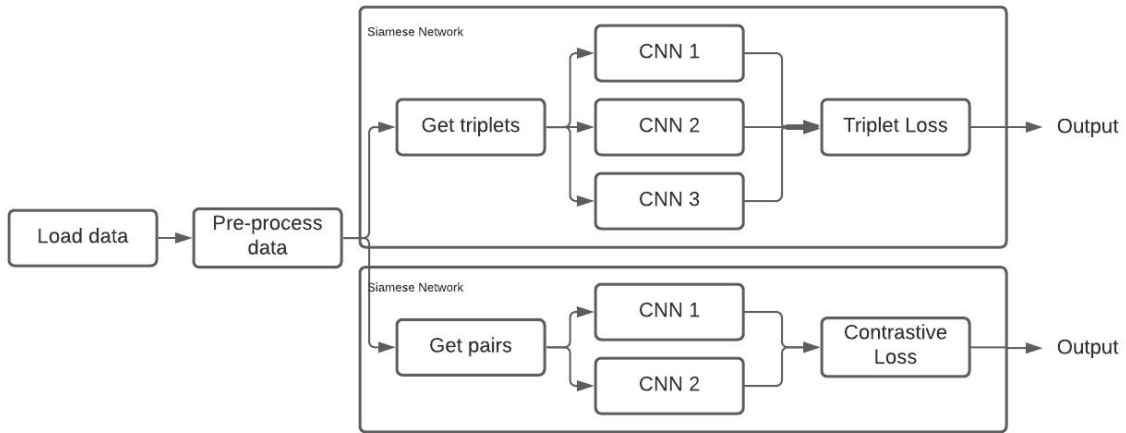 Siamese Network
CNN 1
Get triplets
CNN 2
Triplet Loss
Output
CNN 3
Load data
Pre-process
data
Siamese Network
CNN 1
Get pairs
Contrastive
Loss
Output
CNN 2